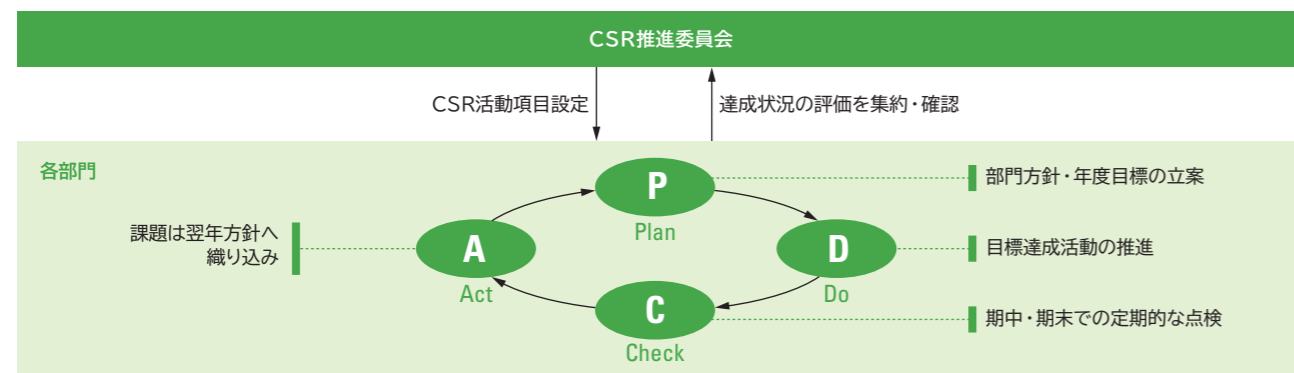 CSR推進委員会
CSR活動項目設定
達成状況の評価を集約・確認
各部門
P
Plan
部門方針・年度目標の立案
課題は翌年方針へ
織り込み
A
Act
D
Do
目標達成活動の推進
C
Check
期中・期末での定期的な点検